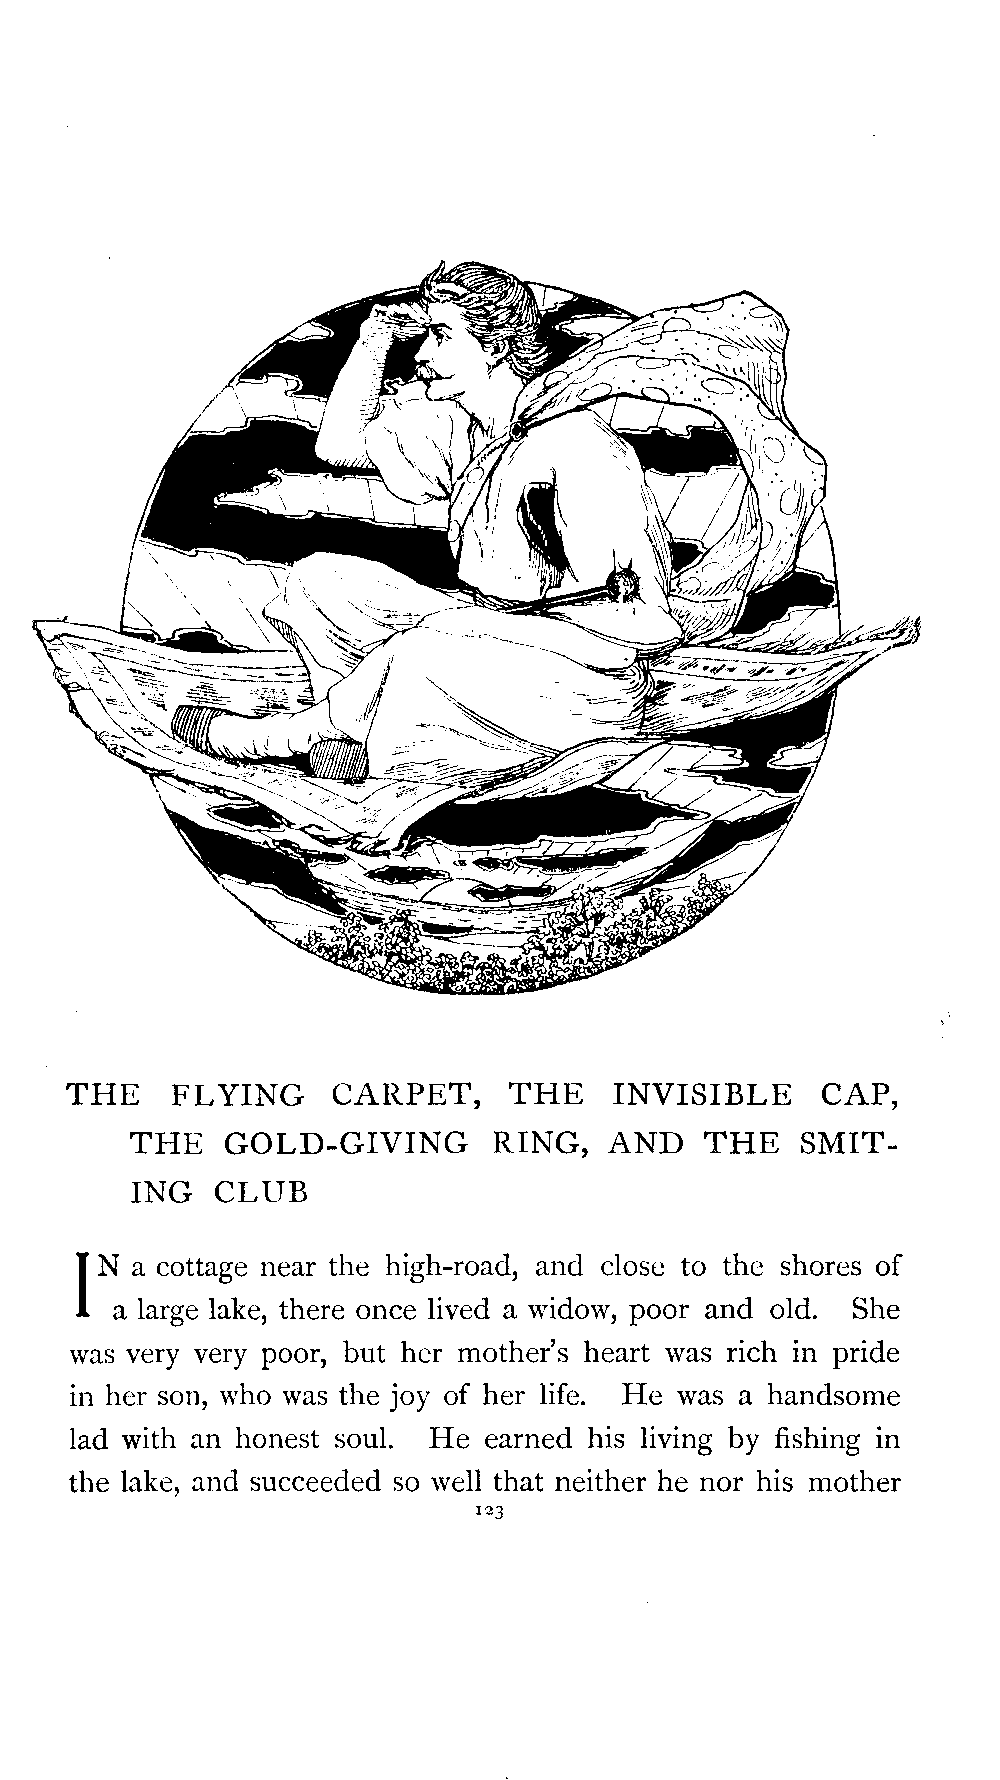 THE FLYING CARPET, THE INVISIBLE CAP,
THE GOLD-GIVING RING, AND THE SMIT-
ING CLUB
IN a cottage near the high-road, and close to the shores of
a large lake, there once lived a widow, poor and old. She
was very very poor, but her mother's heart was rich in pride
in her son, who was the joy of her life. He was a handsome
lad with an honest soul. He earned his living by fishing in
the lake, and succeeded so well that neither he nor his mother
123